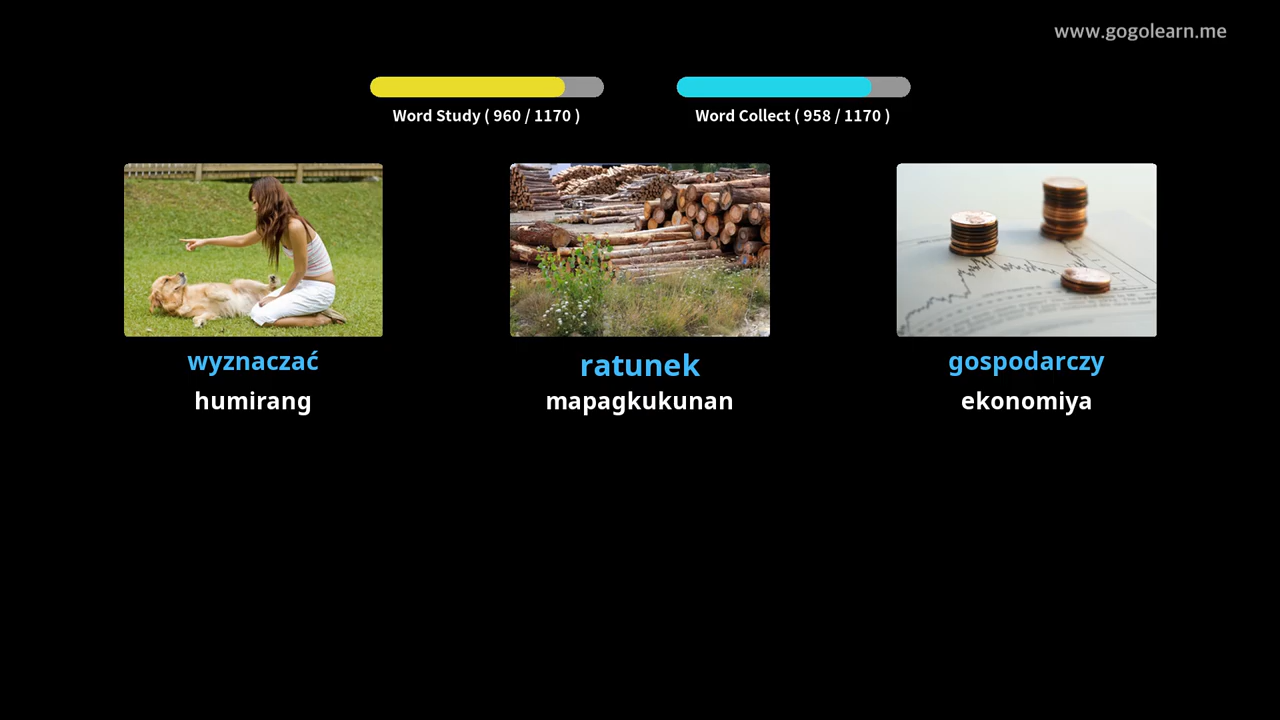 www.gogolearn.me
Word Study ( 960 / 1170 )
Word Collect ( 958 / 1170 )
wyznaczać
humirang
ratunek
mapagkukunan
gospodarczy
ekonomiya